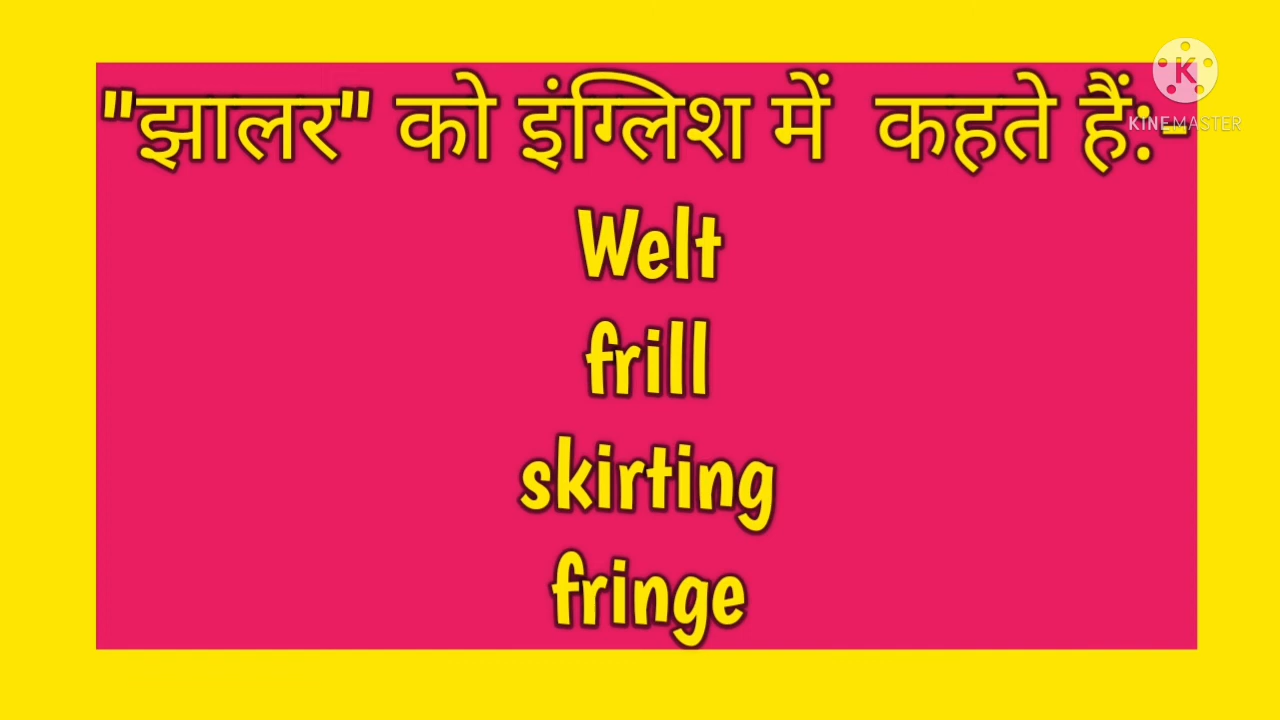 "झालर" को इंग्लिश में कहते हैं:-
K
KINEMASTER
Welt
frill
skirting
fringe